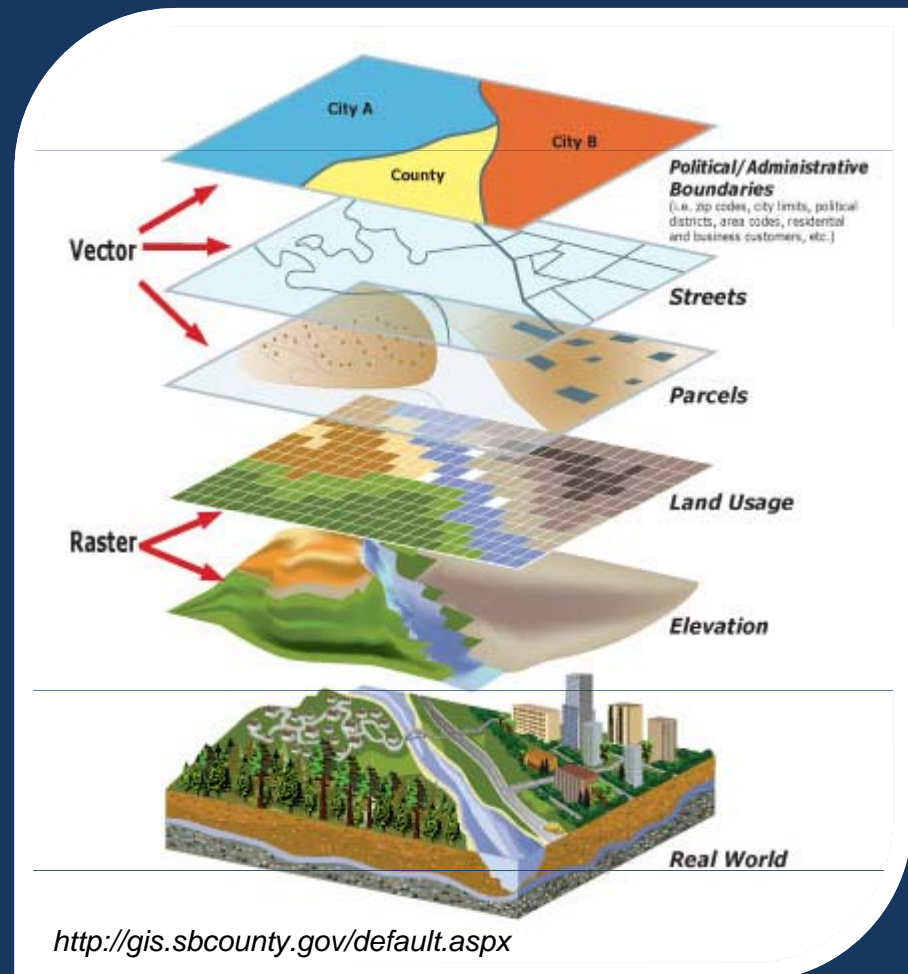 City A
City B
County
Political/Administrative
Boundaries
(i.e. zip codes, city limits, political
districts, area codes, residential
and business customers, etc.)
Vector
Streets
Parcels
Land Usage
Raster
Elevation
Real World
http://gis.sbcounty.gov/default.aspx